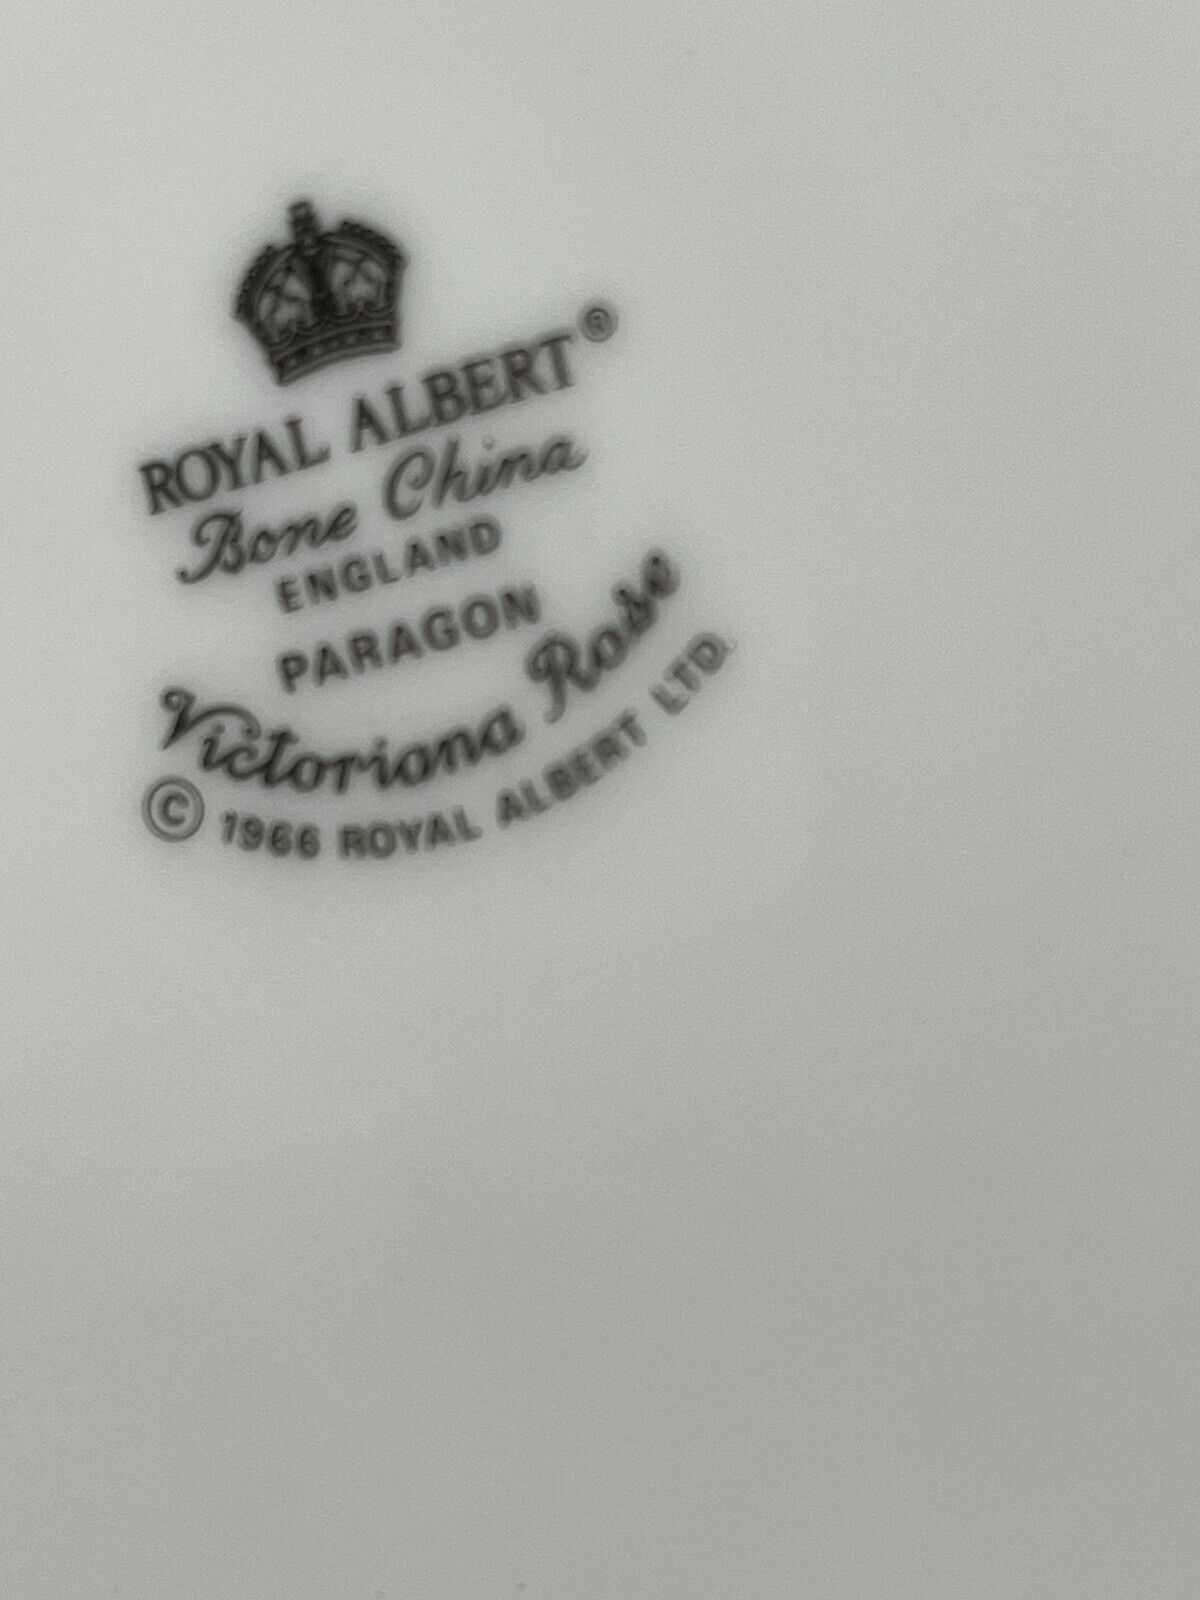 ROYAL ALBERT®
Bone China
ENGLAND
PARAGON
Victoriana Rose
© 1966 ROYAL ALBERT LTD.